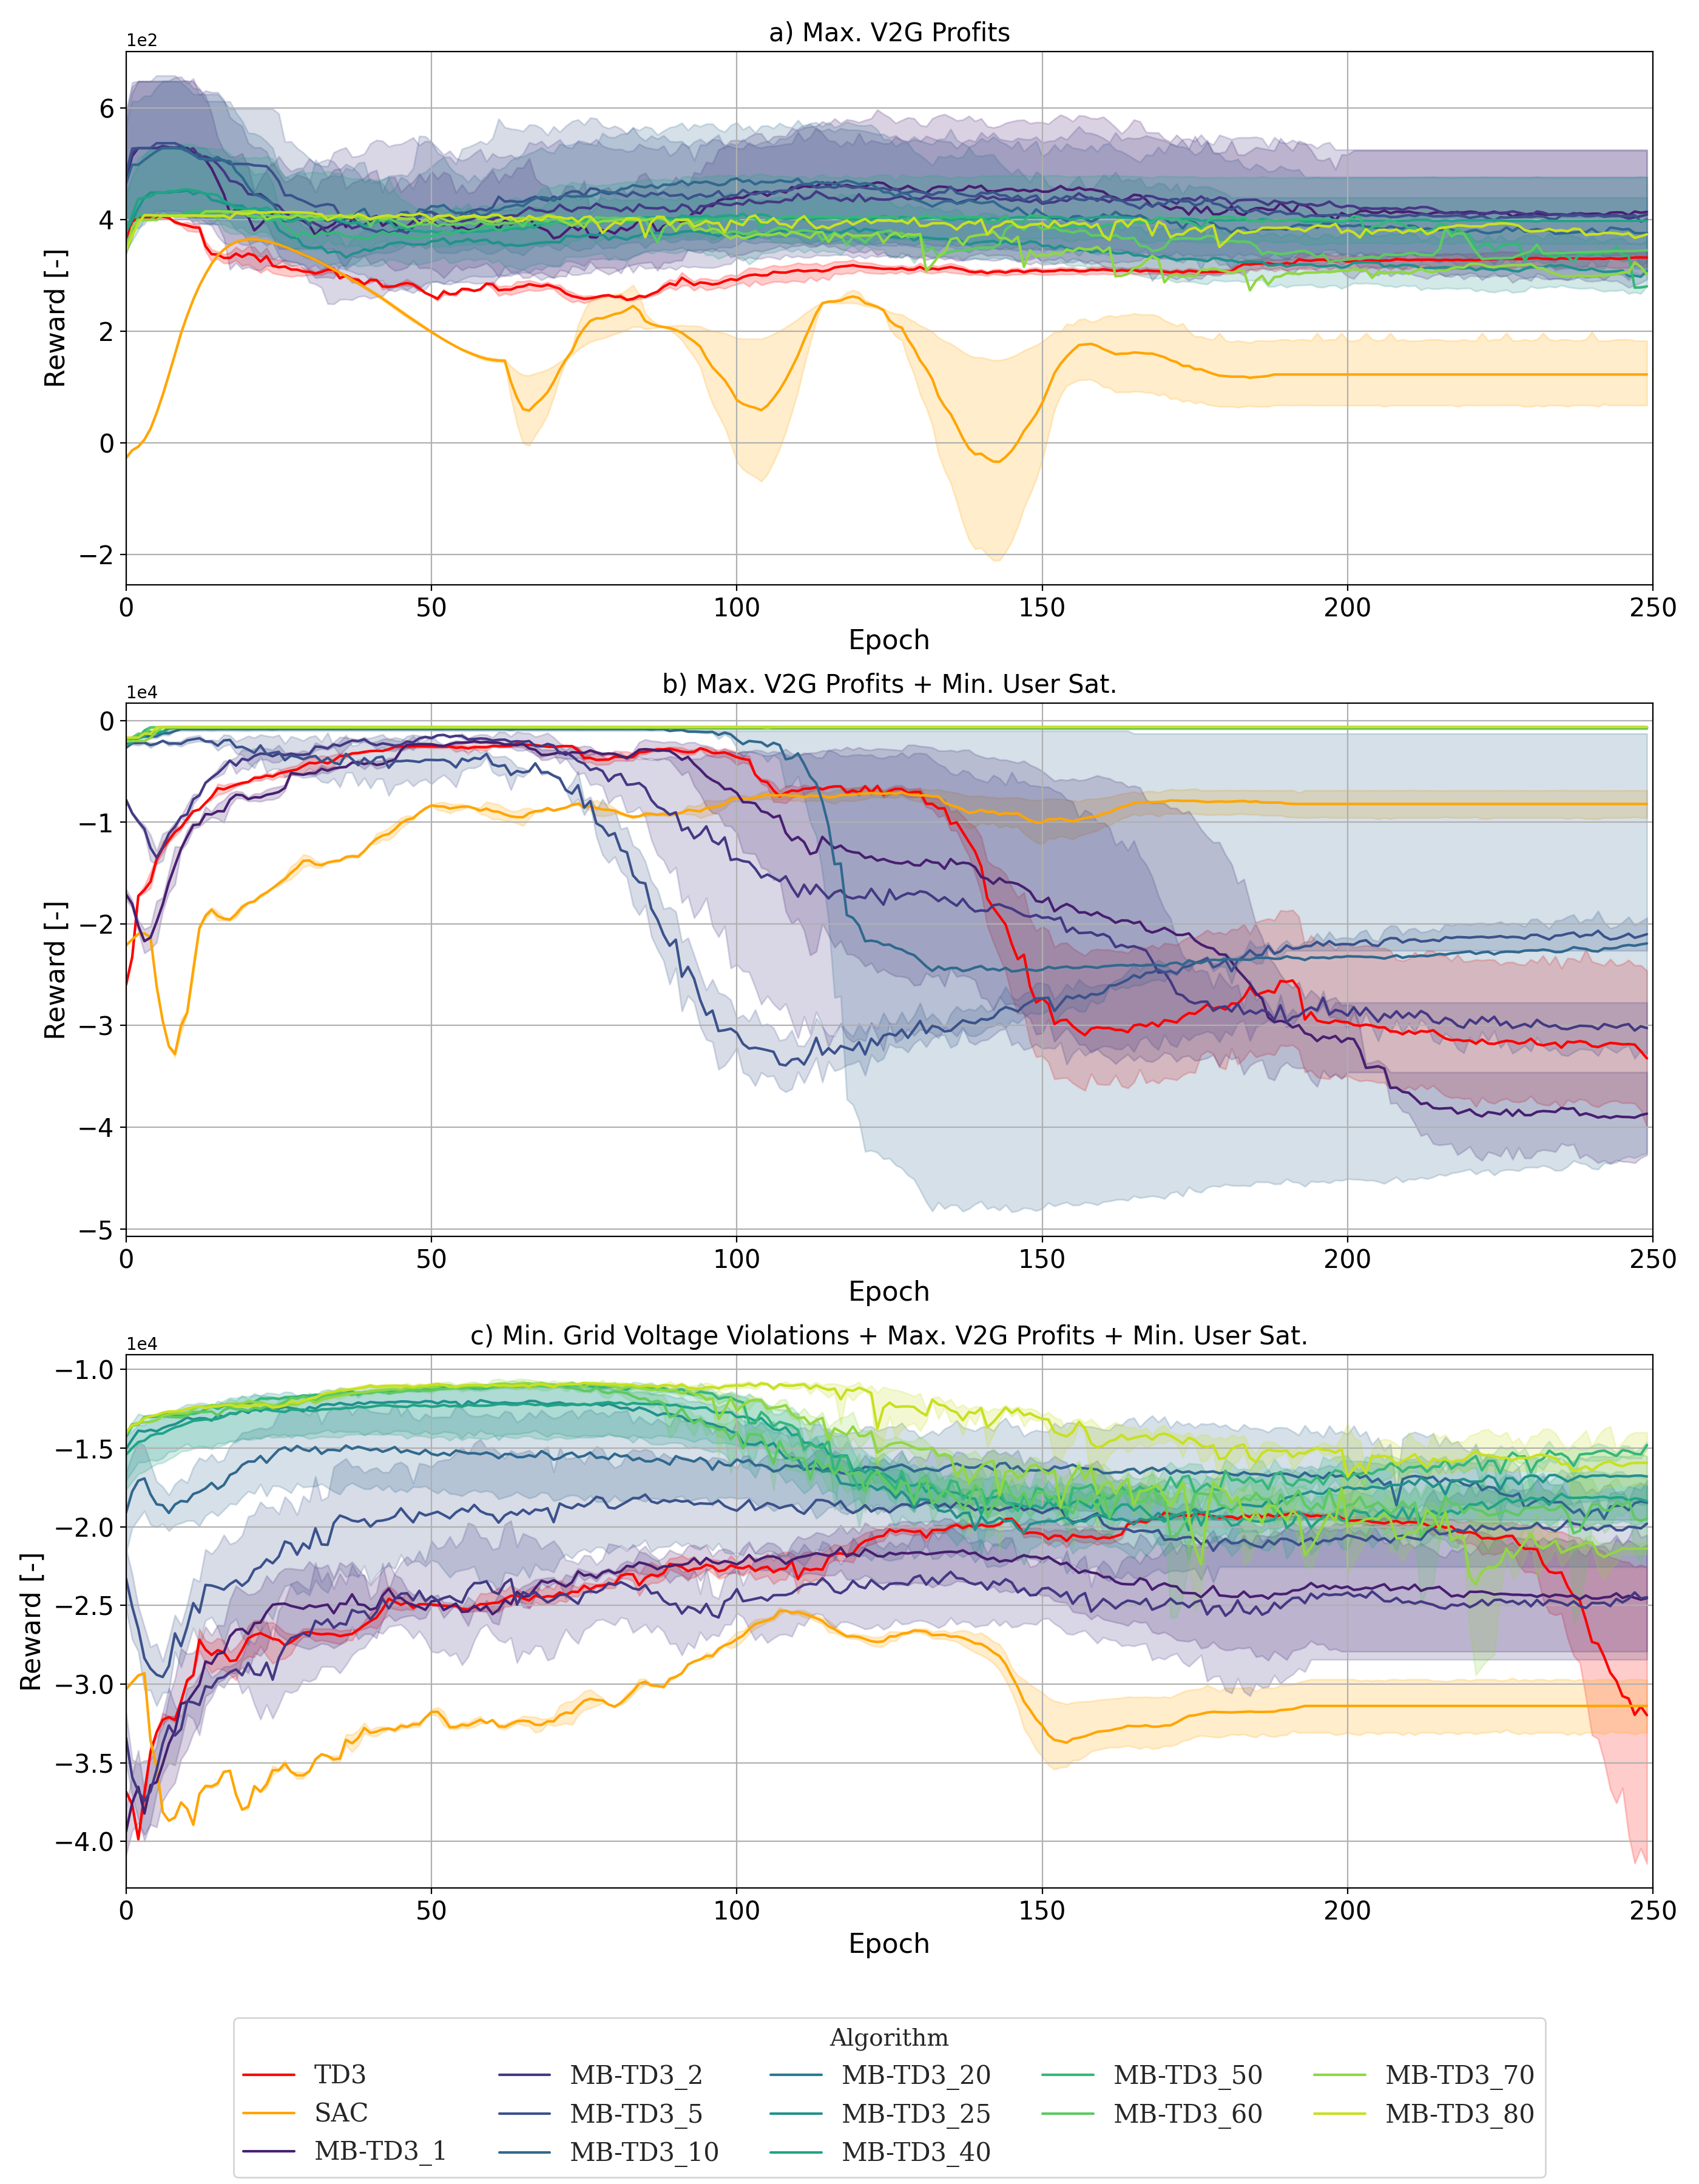 a) Max. V2G Profits
1e2
6
4
2
0
−2
Reward [-]
0 50 100 150 200 250
Epoch
b) Max. V2G Profits + Min. User Sat.
1e4
0
−1
−2
−3
−4
−5
Reward [-]
0 50 100 150 200 250
Epoch
c) Min. Grid Voltage Violations + Max. V2G Profits + Min. User Sat.
1e4
−1.0
−1.5
−2.0
−2.5
−3.0
−3.5
−4.0
Reward [-]
0 50 100 150 200 250
Epoch
Algorithm
TD3 MB-TD3_2 MB-TD3_20 MB-TD3_50 MB-TD3_70
SAC MB-TD3_5 MB-TD3_25 MB-TD3_60 MB-TD3_80
MB-TD3_1 MB-TD3_10 MB-TD3_40